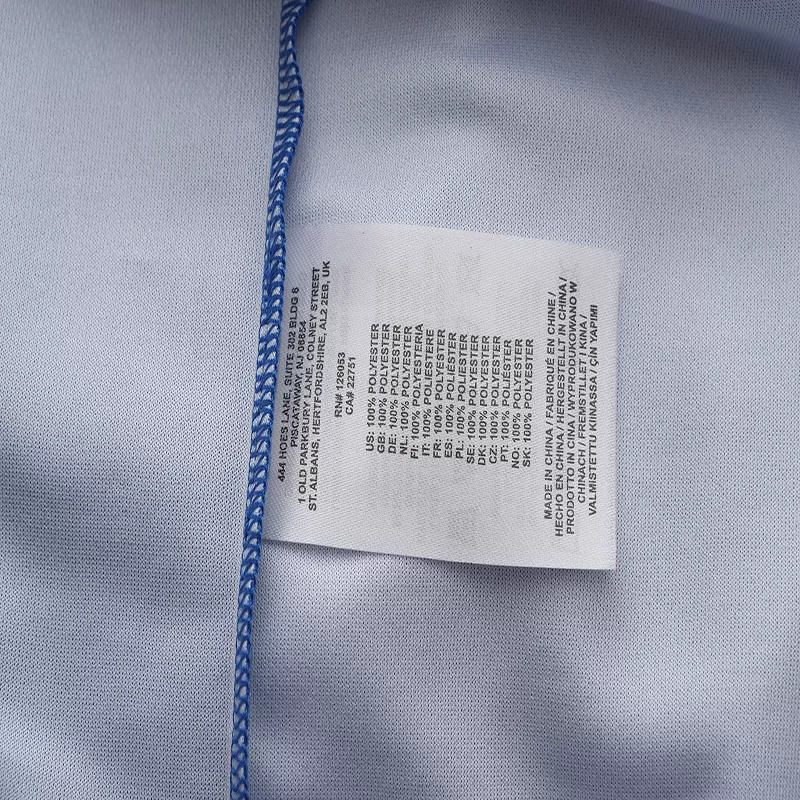 444 HOE'S LANE, SUITE 302 BLDG 6
PISCATAWAY, NJ 08854
1 OLD PARKBURY LANE, COLNEY STREET
ST. ALBANS, HERTFORDSHIRE, AL2 2EB, UK
RN# 126053
CA# 22751
US: 100% POLYESTER
GB: 100% POLYESTER
DE: 100% POLYESTER
NL: 100% POLYESTER
FI: 100% POLYESTERIA
IT: 100% POLIESTERE
FR: 100% POLYESTER
ES: 100% POLIÉSTER
PL: 100% POLIESTER
SE: 100% POLYESTER
DK: 100% POLYESTER
CZ: 100% POLYESTER
PT: 100% POLIÉSTER
NO: 100% POLYESTER
SK: 100% POLYESTER
MADE IN CHINA / FABRIQUÉ EN CHINE /
HECHO EN CHINA / HERGESTELLT IN CHINA /
PRODOTTO IN CINA / WYPRODUKOWANO W
CHINACH / FREMSTILLET I KINA /
VALMISTETTU KIINASSA / ÇİN YAPIMI